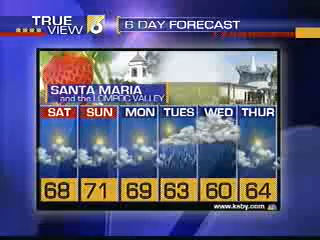 TRUE
VIEW 6
6 DAY FORECAST
SANTA MARIA
and the LOMPOC VALLEY
SAT SUN MON TUES WED THUR
68 71 69 63 60 64
www.ksby.com